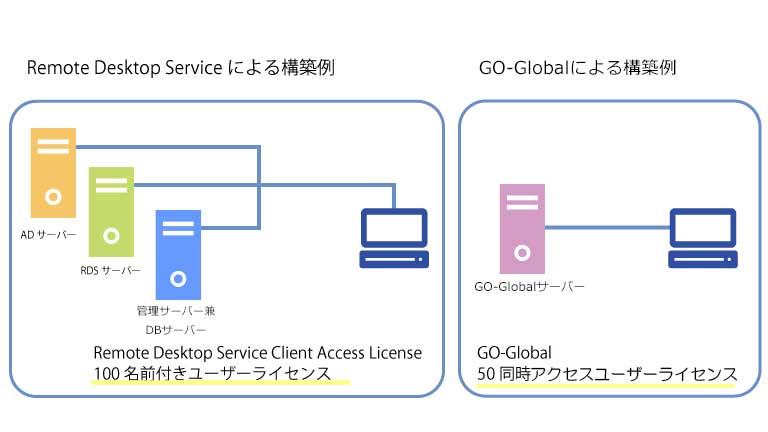 Remote Desktop Service による構築例
GO-Globalによる構築例
AD サーバー
RDS サーバー
管理サーバー兼
DBサーバー
GO-Globalサーバー
Remote Desktop Service Client Access License
100 名前付きユーザーライセンス
GO-Global
50 同時アクセスユーザーライセンス